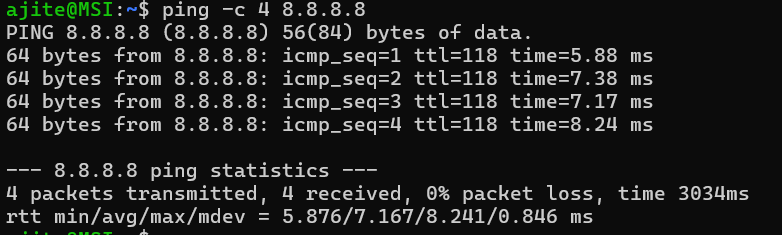 ajite@MSI:~$ ping -c 4 8.8.8.8
PING 8.8.8.8 (8.8.8.8) 56(84) bytes of data.
64 bytes from 8.8.8.8: icmp_seq=1 ttl=118 time=5.88 ms
64 bytes from 8.8.8.8: icmp_seq=2 ttl=118 time=7.38 ms
64 bytes from 8.8.8.8: icmp_seq=3 ttl=118 time=7.17 ms
64 bytes from 8.8.8.8: icmp_seq=4 ttl=118 time=8.24 ms

--- 8.8.8.8 ping statistics ---
4 packets transmitted, 4 received, 0% packet loss, time 3034ms
rtt min/avg/max/mdev = 5.876/7.167/8.241/0.846 ms